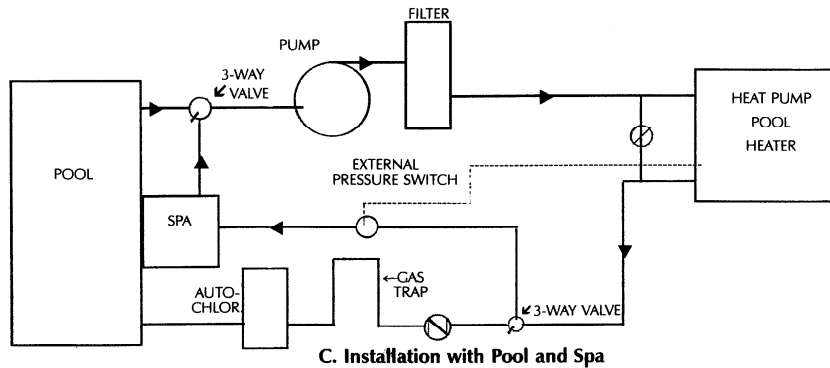 FILTER
PUMP
3-WAY
VALVE
HEAT PUMP
POOL
HEATER
POOL
EXTERNAL
PRESSURE SWITCH
SPA
AUTO-
CHLOR.
←GAS
TRAP
3-WAY VALVE
C. Installation with Pool and Spa